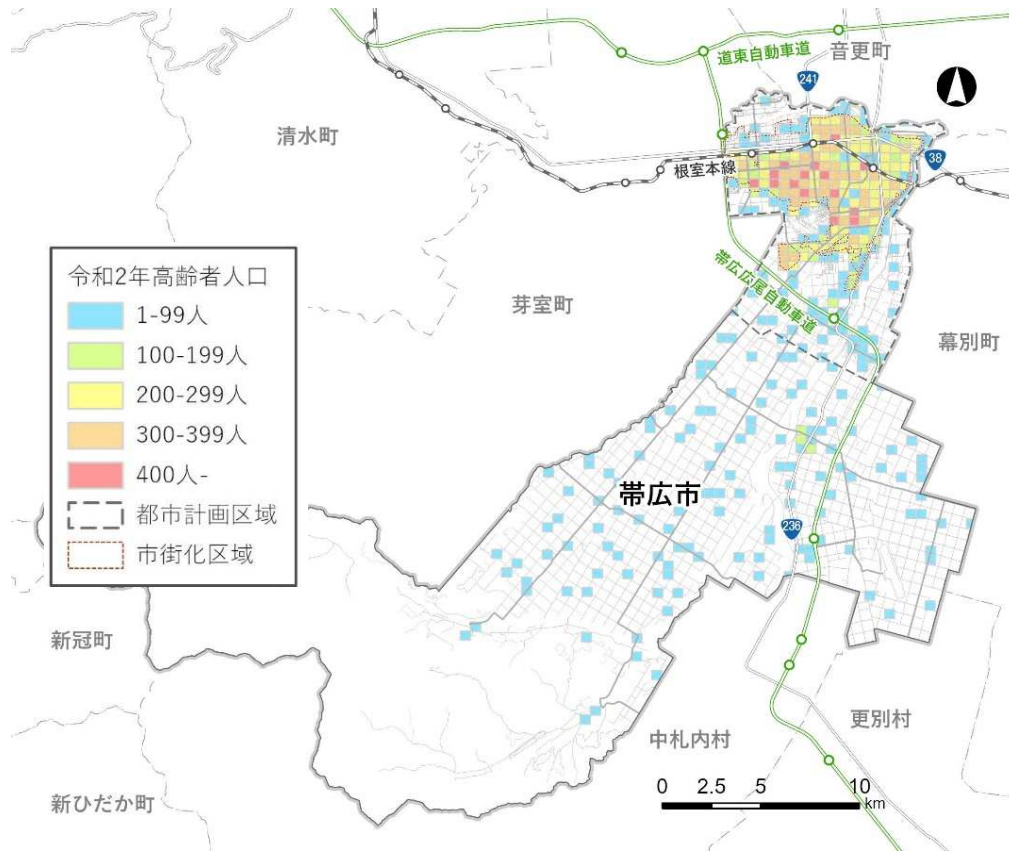 道東自動車道
音更町
241
清水町
38
根室本線
令和2年高齢者人口
1-99人
100-199人
200-299人
300-399人
400人-
都市計画区域
市街化区域
芽室町
帯広広尾自動車道
幕別町
帯広市
236
新冠町
更別村
中札内村
新ひだか町
0 2.5 5 10
km